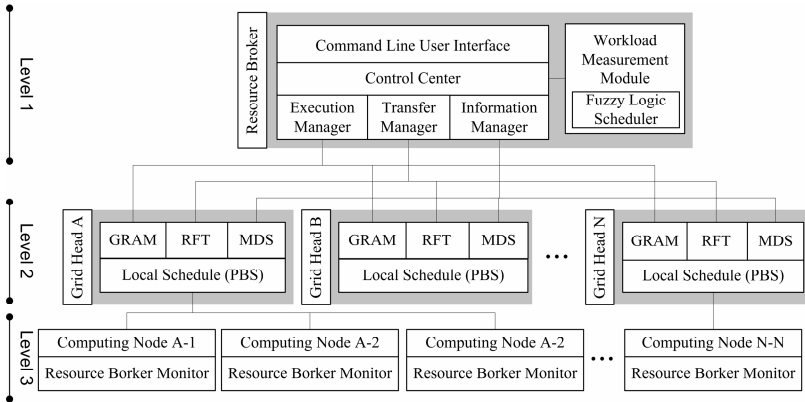 Level 1
Resource Broker
Command Line User Interface
Control Center
Execution
Manager
Transfer
Manager
Information
Manager
Workload
Measurement
Module
Fuzzy Logic
Scheduler
Level 2
Grid Head A
GRAM
RFT
MDS
Local Schedule (PBS)
Grid Head B
GRAM
RFT
MDS
Local Schedule (PBS)
...
Grid Head N
GRAM
RFT
MDS
Local Schedule (PBS)
Level 3
Computing Node A-1
Resource Borker Monitor
Computing Node A-2
Resource Borker Monitor
Computing Node A-2
Resource Borker Monitor
...
Computing Node N-N
Resource Borker Monitor